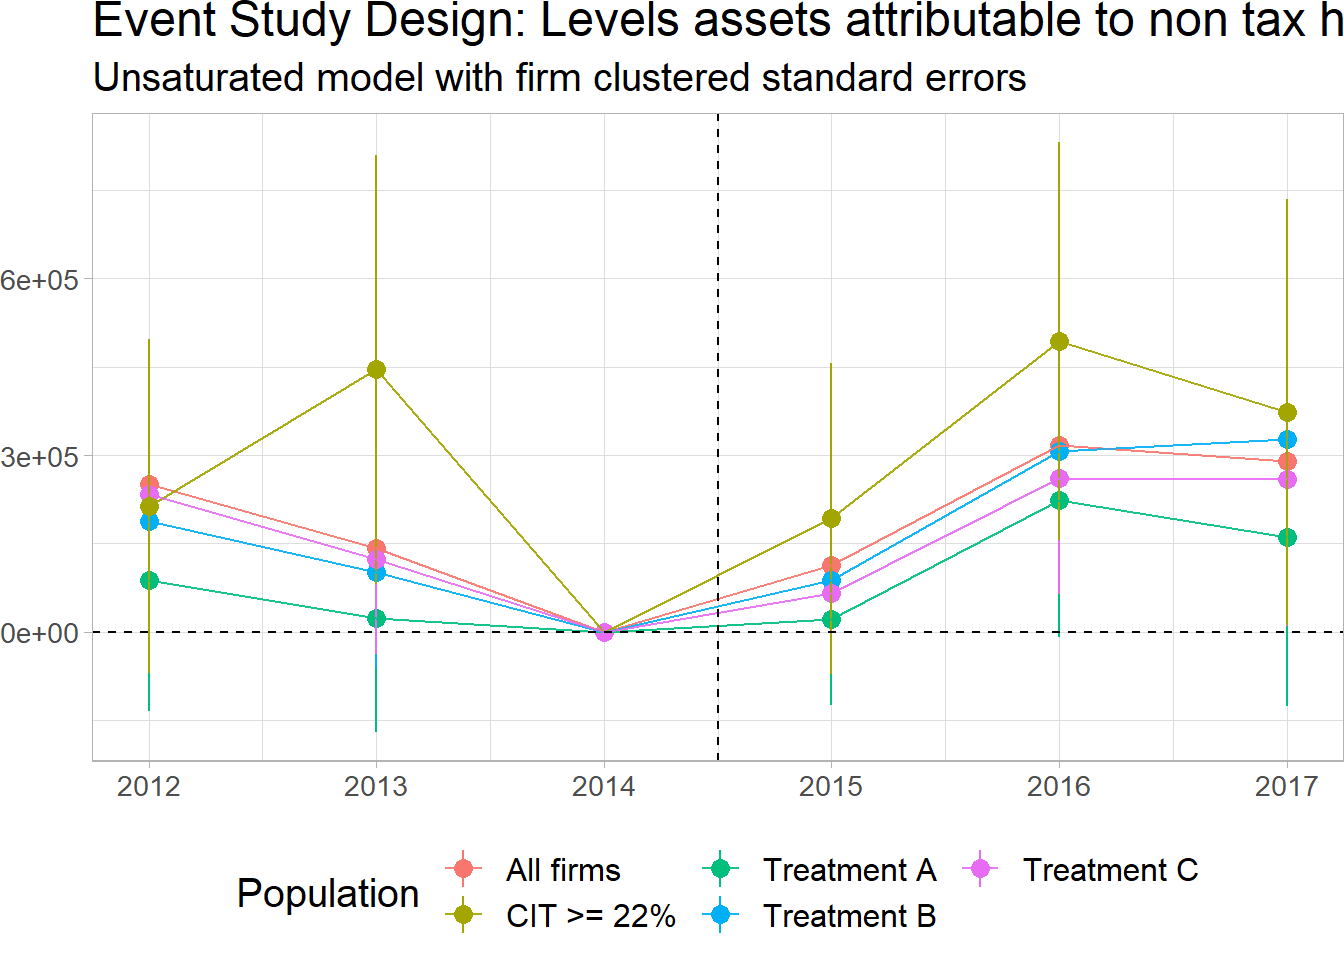 Event Study Design: Levels assets attributable to non tax h
Unsaturated model with firm clustered standard errors
6e+05
3e+05
0e+00
2012 2013 2014 2015 2016 2017
Population
All firms Treatment A Treatment C
CIT >= 22% Treatment B